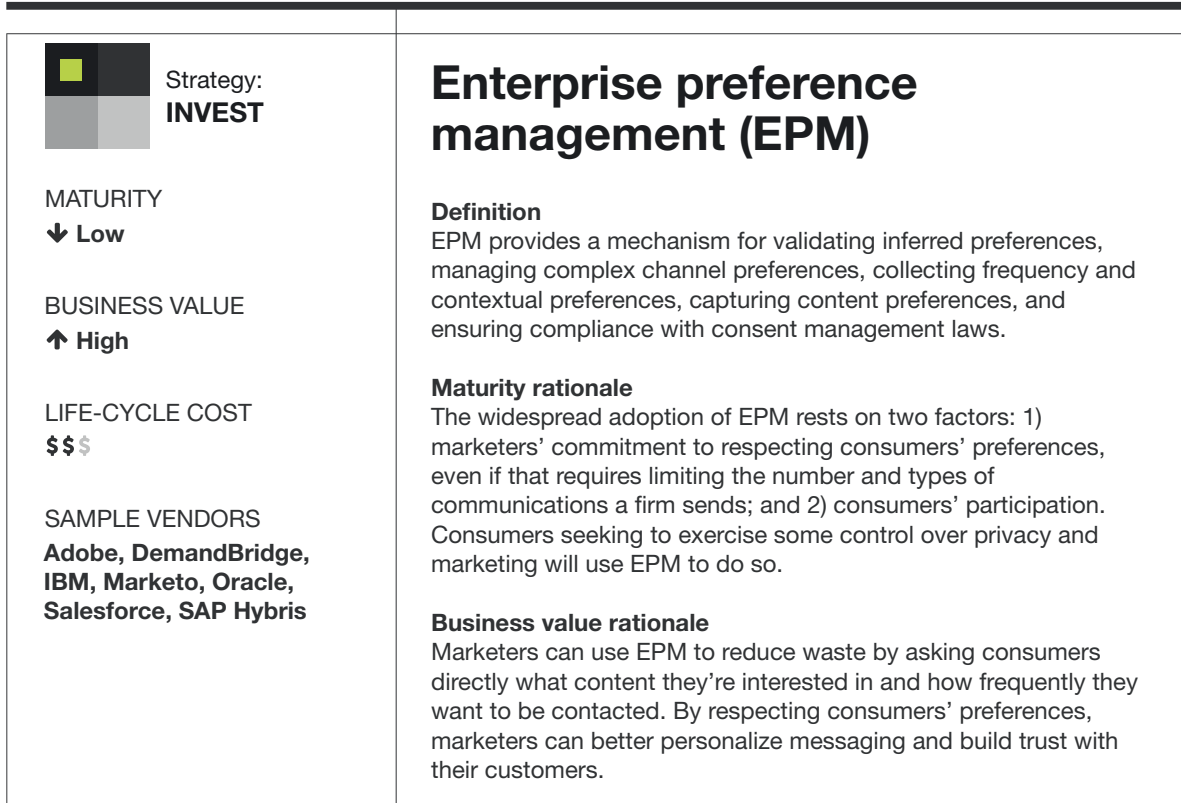 Strategy:
INVEST
MATURITY
↓ Low
BUSINESS VALUE
↑ High
LIFE-CYCLE COST
$$$
SAMPLE VENDORS
Adobe, DemandBridge,
IBM, Marketo, Oracle,
Salesforce, SAP Hybris
Enterprise preference
management (EPM)
Definition
EPM provides a mechanism for validating inferred preferences,
managing complex channel preferences, collecting frequency and
contextual preferences, capturing content preferences, and
ensuring compliance with consent management laws.
Maturity rationale
The widespread adoption of EPM rests on two factors: 1)
marketers’ commitment to respecting consumers’ preferences,
even if that requires limiting the number and types of
communications a firm sends; and 2) consumers’ participation.
Consumers seeking to exercise some control over privacy and
marketing will use EPM to do so.
Business value rationale
Marketers can use EPM to reduce waste by asking consumers
directly what content they’re interested in and how frequently they
want to be contacted. By respecting consumers’ preferences,
marketers can better personalize messaging and build trust with
their customers.